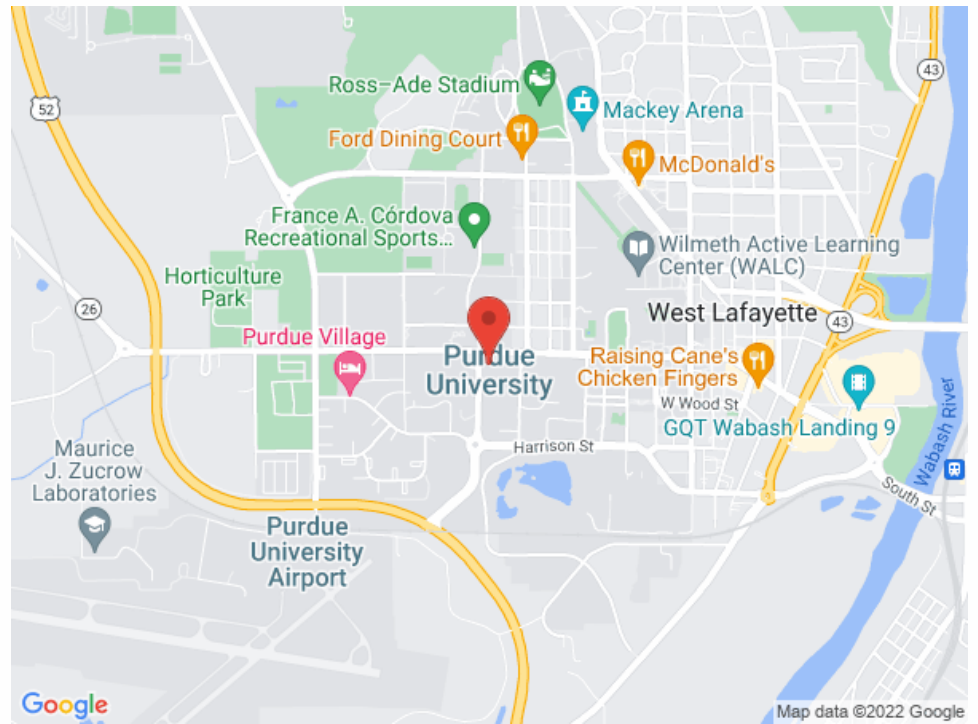 43
52
Ross–Ade Stadium
Mackey Arena
Ford Dining Court
McDonald's
France A. Córdova
Recreational Sports...
Wilmeth Active Learning
Center (WALC)
Horticulture
Park
26
West Lafayette
43
Purdue Village
Purdue
University
Raising Cane's
Chicken Fingers
W Wood St
GQT Wabash Landing 9
Wabash River
Harrison St
Maurice
J. Zucrow
Laboratories
South St
Purdue
University
Airport
Google
Map data ©2022 Google